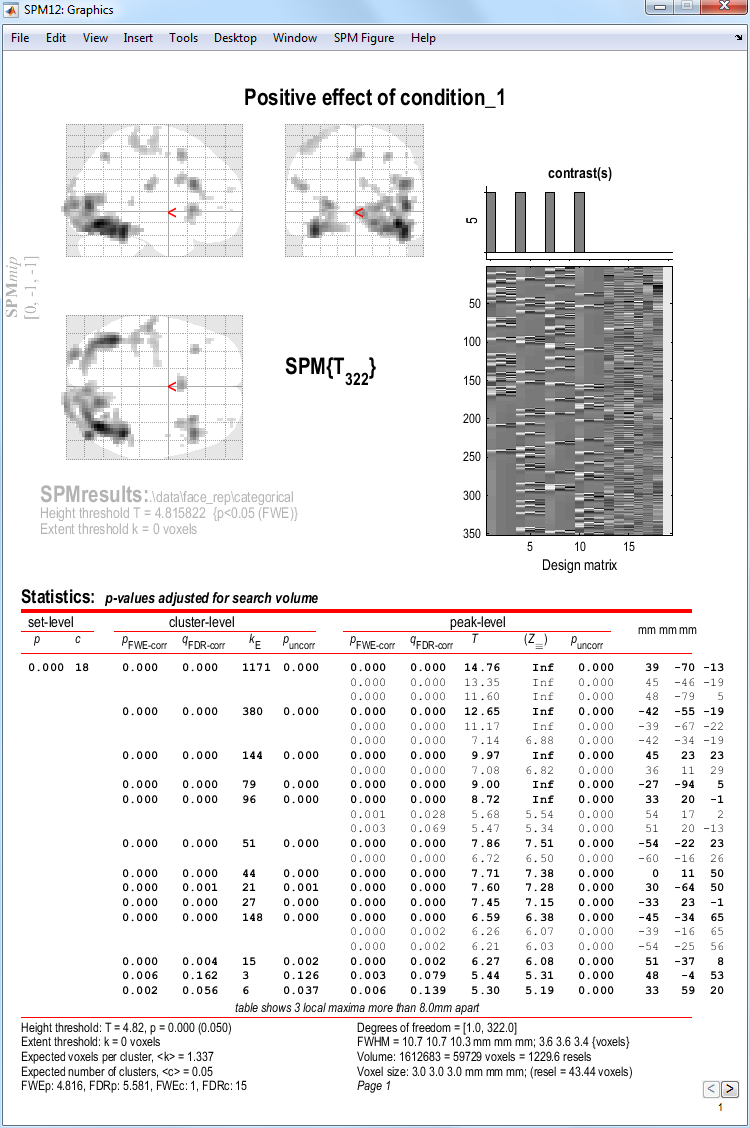 SPM12: Graphics
File Edit View Insert Tools Desktop Window SPM Figure Help
Positive effect of condition_1
<
<
contrast(s)
5
SPMmip
[0, -1, -1]
<
SPM{T322}
50
100
150
200
250
300
350
5 10 15
Design matrix
SPMresults: .\data\face_rep\categorical
Height threshold T = 4.815822 {p<0.05 (FWE)}
Extent threshold k = 0 voxels
Statistics: p-values adjusted for search volume
set-level cluster-level peak-level mm mm mm
p c pFWE-corr qFDR-corr kE puncorr pFWE-corr qFDR-corr T (Z≡) puncorr
0.000 18 0.000 0.000 1171 0.000 0.000 0.000 14.76 Inf 0.000 39 -70 -13
0.000 0.000 13.35 Inf 0.000 45 -46 -19
0.000 0.000 11.60 Inf 0.000 48 -79 5
0.000 0.000 380 0.000 0.000 0.000 12.65 Inf 0.000 -42 -55 -19
0.000 0.000 11.17 Inf 0.000 -39 -67 -22
0.000 0.000 7.14 6.88 0.000 -42 -34 -19
0.000 0.000 144 0.000 0.000 0.000 9.97 Inf 0.000 45 23 23
0.000 0.000 7.08 6.82 0.000 36 11 29
0.000 0.000 79 0.000 0.000 0.000 9.00 Inf 0.000 -27 -94 5
0.000 0.000 96 0.000 0.000 0.000 8.72 Inf 0.000 33 20 -1
0.001 0.028 5.68 5.54 0.000 54 17 2
0.003 0.069 5.47 5.34 0.000 51 20 -13
0.000 0.000 51 0.000 0.000 0.000 7.86 7.51 0.000 -54 -22 23
0.000 0.000 6.72 6.50 0.000 -60 -16 26
0.000 0.000 44 0.000 0.000 0.000 7.71 7.38 0.000 0 11 50
0.000 0.001 21 0.001 0.000 0.000 7.60 7.28 0.000 30 -64 50
0.000 0.000 27 0.000 0.000 0.000 7.45 7.15 0.000 -33 23 -1
0.000 0.000 148 0.000 0.000 0.000 6.59 6.38 0.000 -45 -34 65
0.000 0.002 6.26 6.07 0.000 -39 -16 65
0.000 0.002 6.21 6.03 0.000 -54 -25 56
0.000 0.004 15 0.002 0.000 0.002 6.27 6.08 0.000 51 -37 8
0.006 0.162 3 0.126 0.003 0.079 5.44 5.31 0.000 48 -4 53
0.002 0.056 6 0.037 0.006 0.139 5.30 5.19 0.000 33 59 20
table shows 3 local maxima more than 8.0mm apart
Height threshold: T = 4.82, p = 0.000 (0.050)
Extent threshold: k = 0 voxels
Expected voxels per cluster, <k> = 1.337
Expected number of clusters, <c> = 0.05
FWEp: 4.816, FDRp: 5.581, FWEc: 1, FDRc: 15
Degrees of freedom = [1.0, 322.0]
FWHM = 10.7 10.7 10.3 mm mm mm; 3.6 3.6 3.4 {voxels}
Volume: 1612683 = 59729 voxels = 1229.6 resels
Voxel size: 3.0 3.0 3.0 mm mm mm; (resel = 43.44 voxels)
Page 1
< >
1